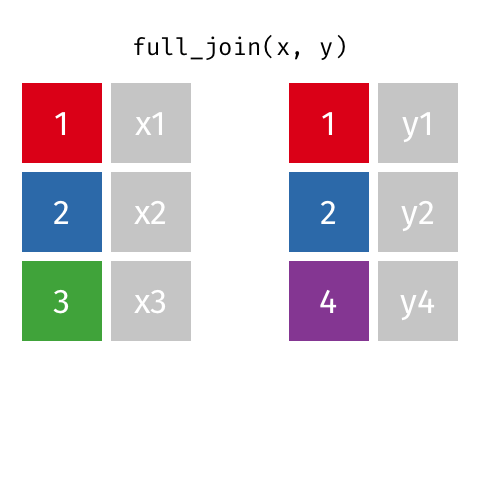 full_join(x, y)
1 x1 1 y1
2 x2 2 y2
3 x3 4 y4